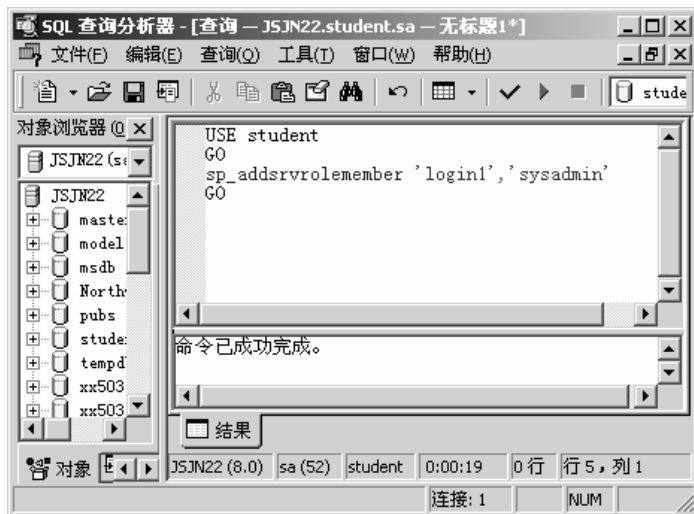 SQL 查询分析器 - [查询 — JSJN22.student.sa — 无标题1*]
文件(F) 编辑(E) 查询(Q) 工具(T) 窗口(W) 帮助(H)
stude
对象浏览器
JSJN22 (sa
JSJN22
master
model
msdb
North
pubs
studen
tempd
xx503
xx503
对象
USE student
GO
sp_addsrvrolemember 'login1','sysadmin'
GO
命令已成功完成。
结果
JSJN22 (8.0) sa (52) student 0:00:19 0 行 行 5，列 1
连接: 1 NUM